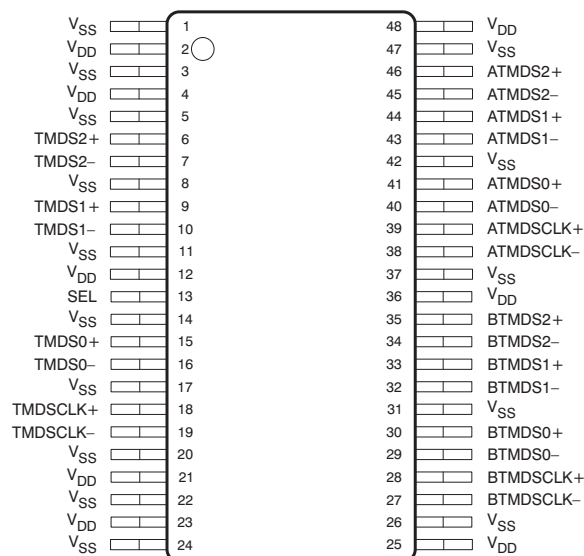 VSS 1 48 VDD
VDD 2 47 VSS
VSS 3 46 ATMDS2+
VDD 4 45 ATMDS2–
VSS 5 44 ATMDS1+
TMDS2+ 6 43 ATMDS1–
TMDS2– 7 42 VSS
VSS 8 41 ATMDS0+
TMDS1+ 9 40 ATMDS0–
TMDS1– 10 39 ATMDSCLK+
VSS 11 38 ATMDSCLK–
VDD 12 37 VSS
SEL 13 36 VDD
VSS 14 35 BTMDS2+
TMDS0+ 15 34 BTMDS2–
TMDS0– 16 33 BTMDS1+
VSS 17 32 BTMDS1–
TMDSCLK+ 18 31 VSS
TMDSCLK– 19 30 BTMDS0+
VSS 20 29 BTMDS0–
VDD 21 28 BTMDSCLK+
VSS 22 27 BTMDSCLK–
VDD 23 26 VSS
VSS 24 25 VDD